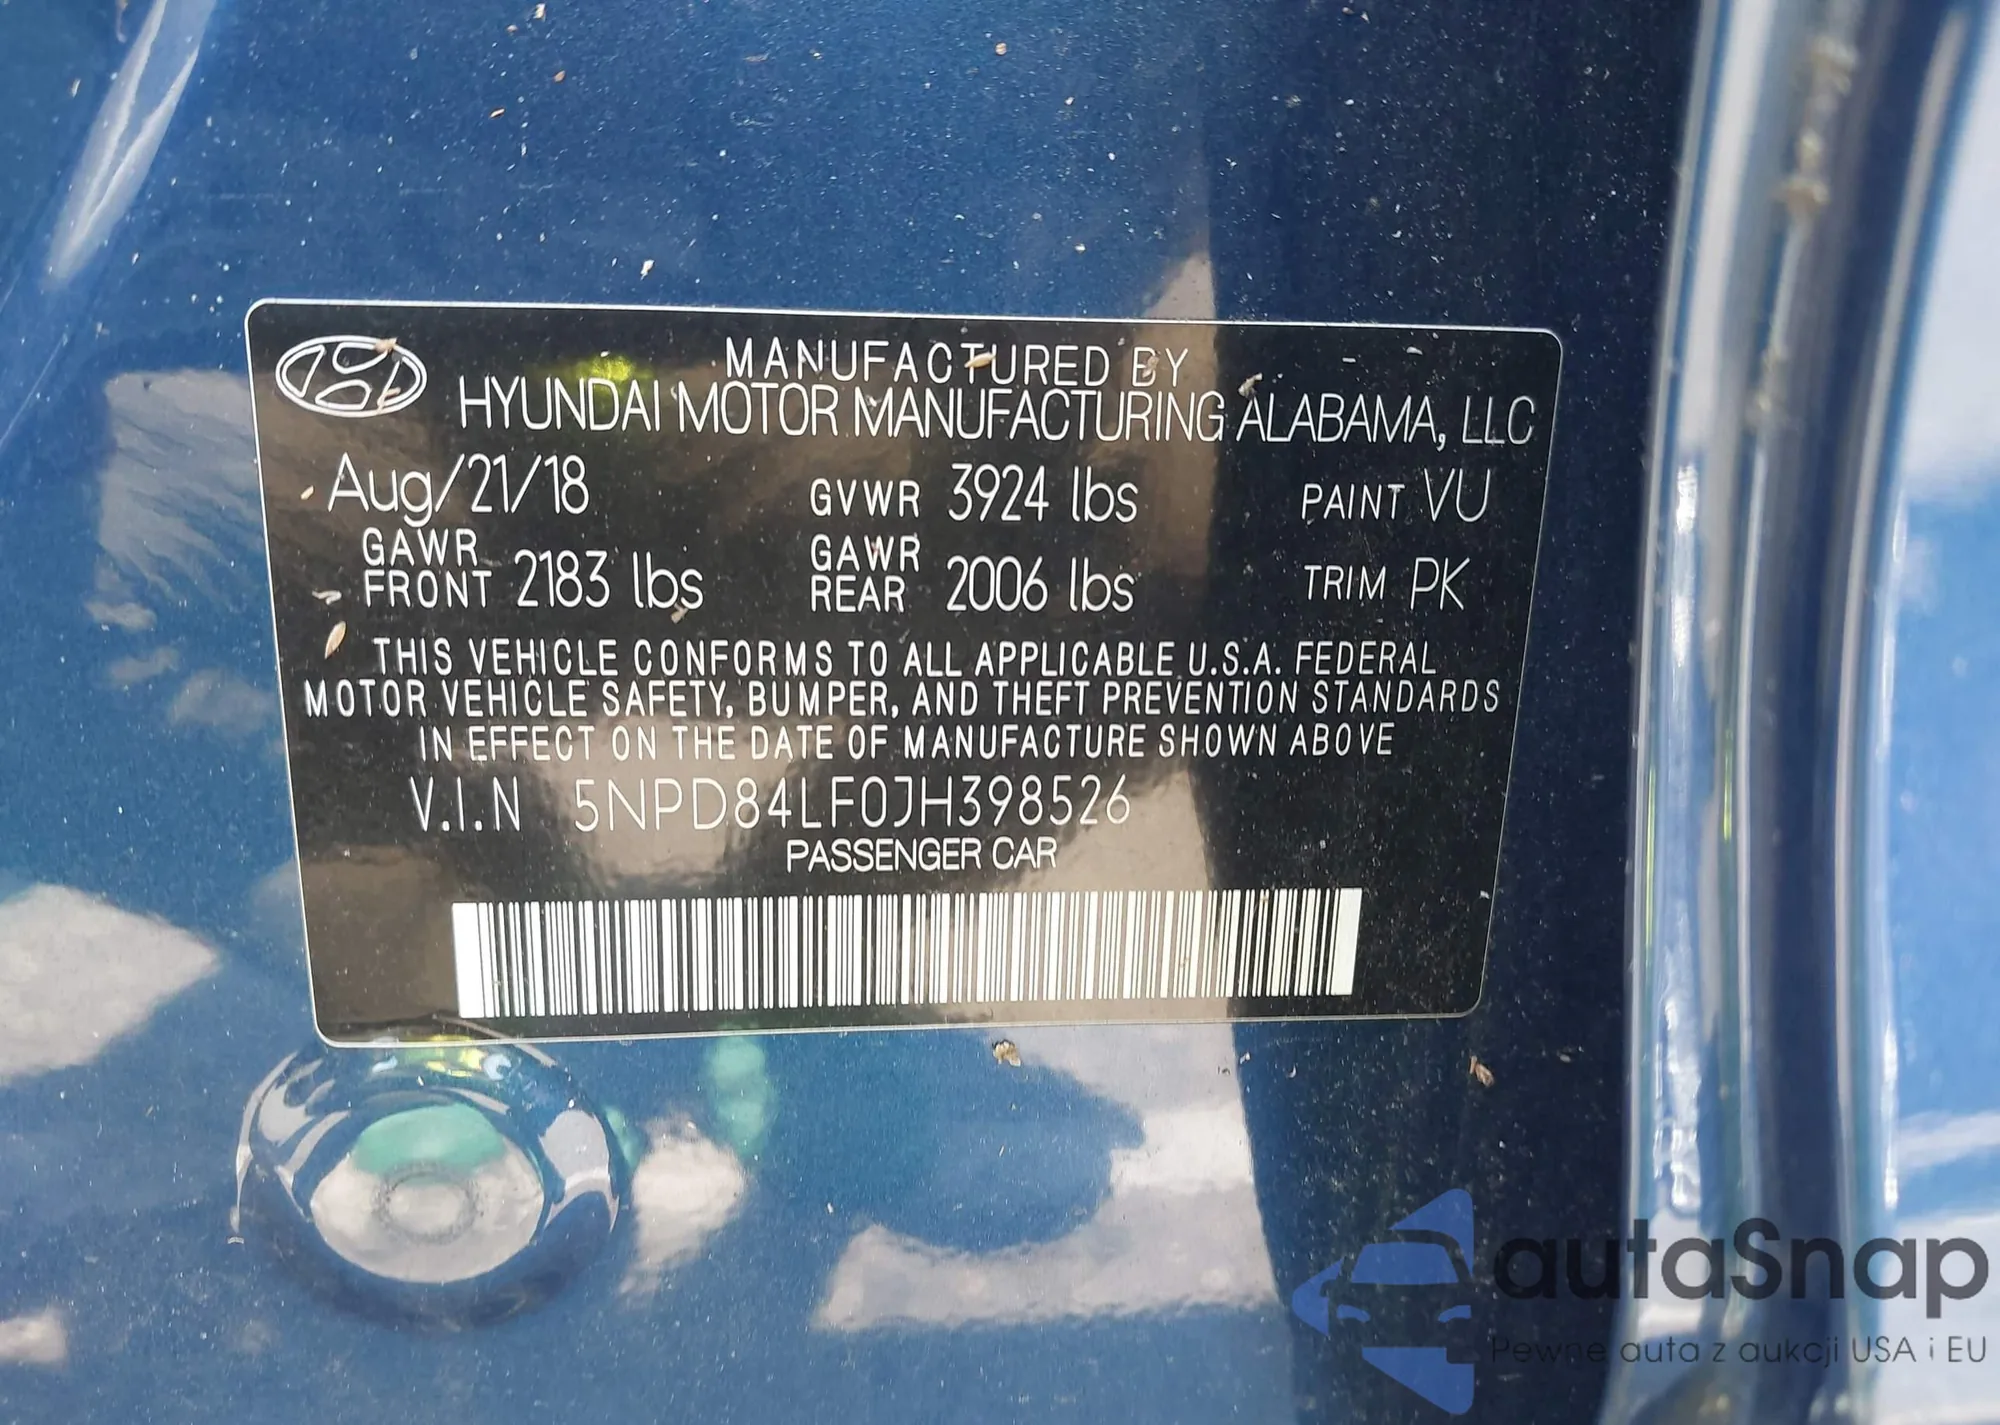 MANUFACTURED BY
HYUNDAI MOTOR MANUFACTURING ALABAMA, LLC
Aug/21/18 GVWR 3924 lbs PAINT VU
GAWR FRONT 2183 lbs GAWR REAR 2006 lbs TRIM PK
THIS VEHICLE CONFORMS TO ALL APPLICABLE U.S.A. FEDERAL
MOTOR VEHICLE SAFETY, BUMPER, AND THEFT PREVENTION STANDARDS
IN EFFECT ON THE DATE OF MANUFACTURE SHOWN ABOVE
V.I.N 5NPD84LF0JH398526
PASSENGER CAR
autaSnap
Pewne auta z aukcji USA i EU